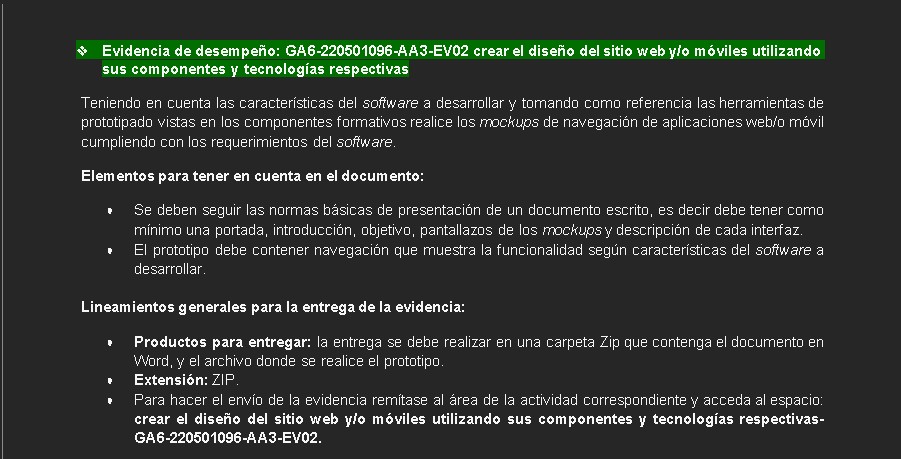 ❖ Evidencia de desempeño: GA6-220501096-AA3-EV02 crear el diseño del sitio web y/o móviles utilizando
sus componentes y tecnologías respectivas
Teniendo en cuenta las características del software a desarrollar y tomando como referencia las herramientas de
prototipado vistas en los componentes formativos realice los mockups de navegación de aplicaciones web/o móvil
cumpliendo con los requerimientos del software.
Elementos para tener en cuenta en el documento:
• Se deben seguir las normas básicas de presentación de un documento escrito, es decir debe tener como
mínimo una portada, introducción, objetivo, pantallazos de los mockups y descripción de cada interfaz.
• El prototipo debe contener navegación que muestra la funcionalidad según características del software a
desarrollar.
Lineamientos generales para la entrega de la evidencia:
• Productos para entregar: la entrega se debe realizar en una carpeta Zip que contenga el documento en
Word, y el archivo donde se realice el prototipo.
• Extensión: ZIP.
• Para hacer el envío de la evidencia remítase al área de la actividad correspondiente y acceda al espacio:
crear el diseño del sitio web y/o móviles utilizando sus componentes y tecnologías respectivas-
GA6-220501096-AA3-EV02.